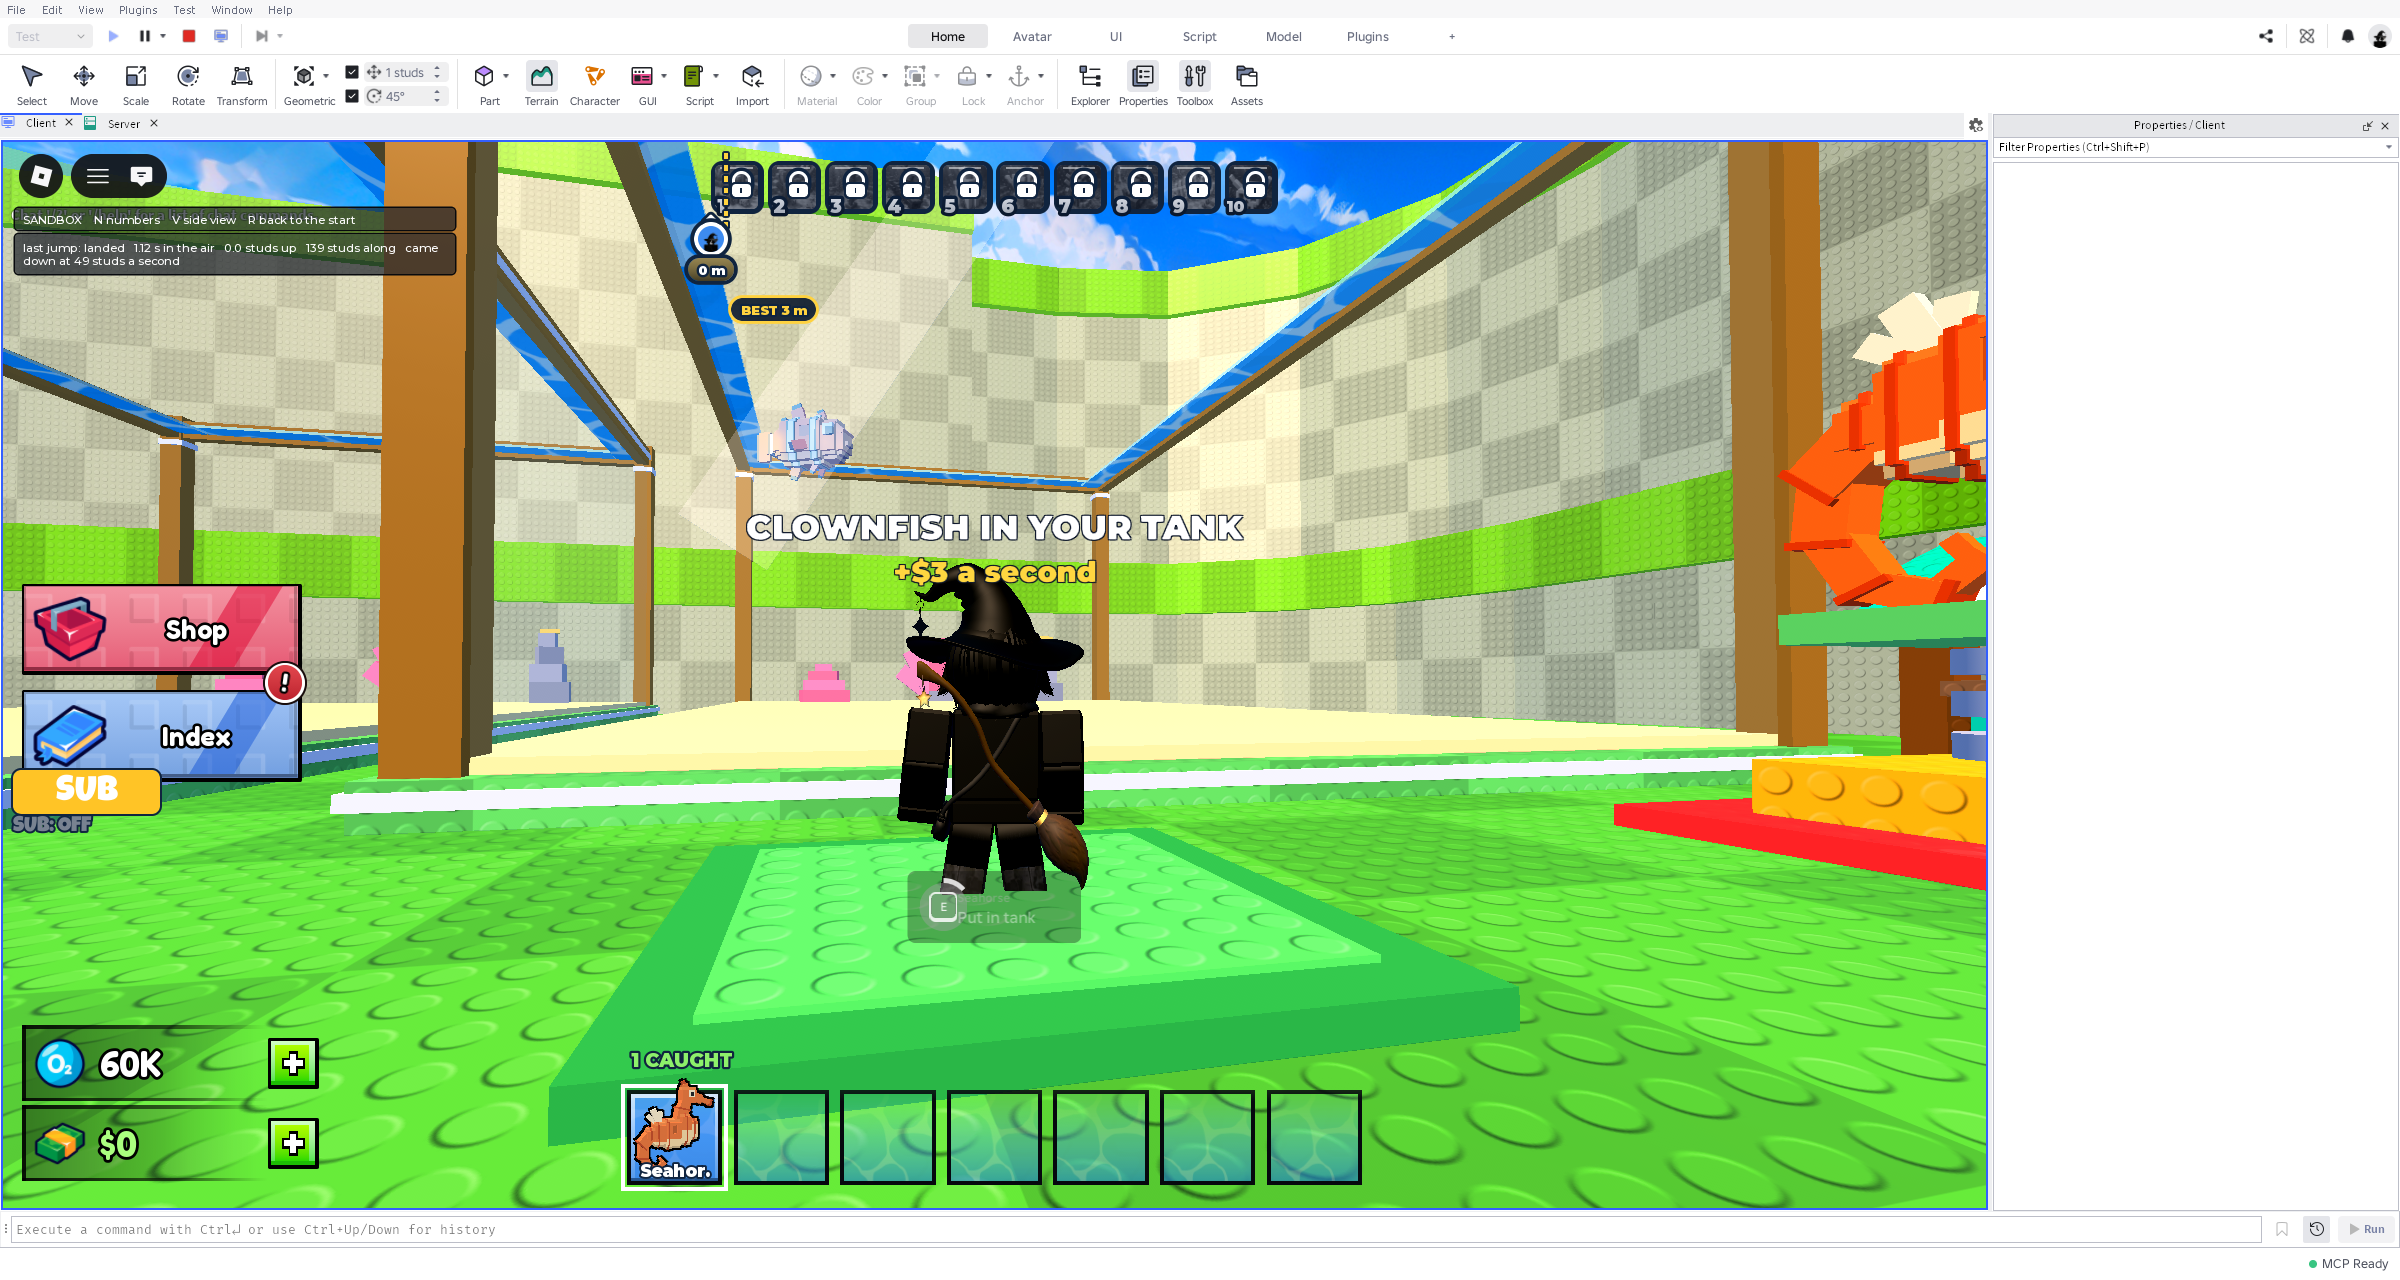 File Edit View Plugins Test Window Help
Test
Home Avatar UI Script Model Plugins +
1 studs
45°
Select Move Scale Rotate Transform Geometric Part Terrain Character GUI Script Import Material Color Group Lock Anchor Explorer Properties Toolbox Assets
Client Server
Properties / Client
Filter Properties (Ctrl+Shift+P)
2 3 4 5 6 7 8 9 10
SANDBOX N numbers V side view R back to the start
last jump: landed 1.12 s in the air 0.0 studs up 139 studs along came
down at 49 studs a second
0 m
BEST 3 m
CLOWNFISH IN YOUR TANK
+$3 a second
Shop
!
Index
SUB
SUB: OFF
E
Put in tank
O2 60K +
$0 +
1 CAUGHT
Seahor.
Execute a command with Ctrl↵ or use Ctrl+Up/Down for history
Run
MCP Ready